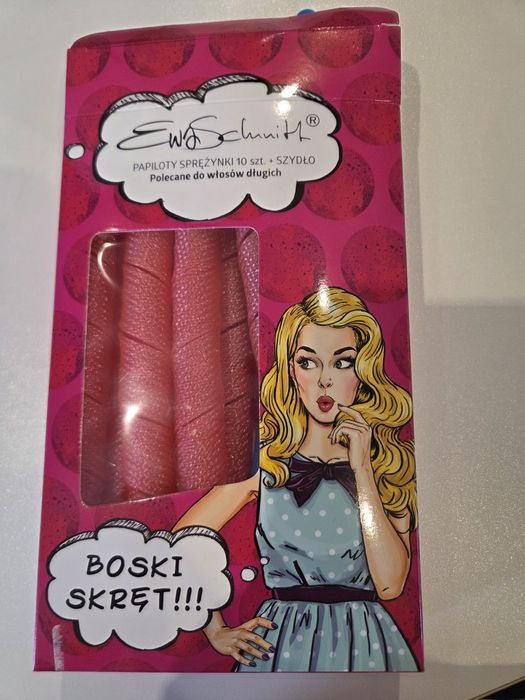 EwaSchmitt®
PAPILOTY SPRĘŻYNKI 10 szt. + SZYDŁO
Polecane do włosów długich
BOSKI
SKRĘT!!!